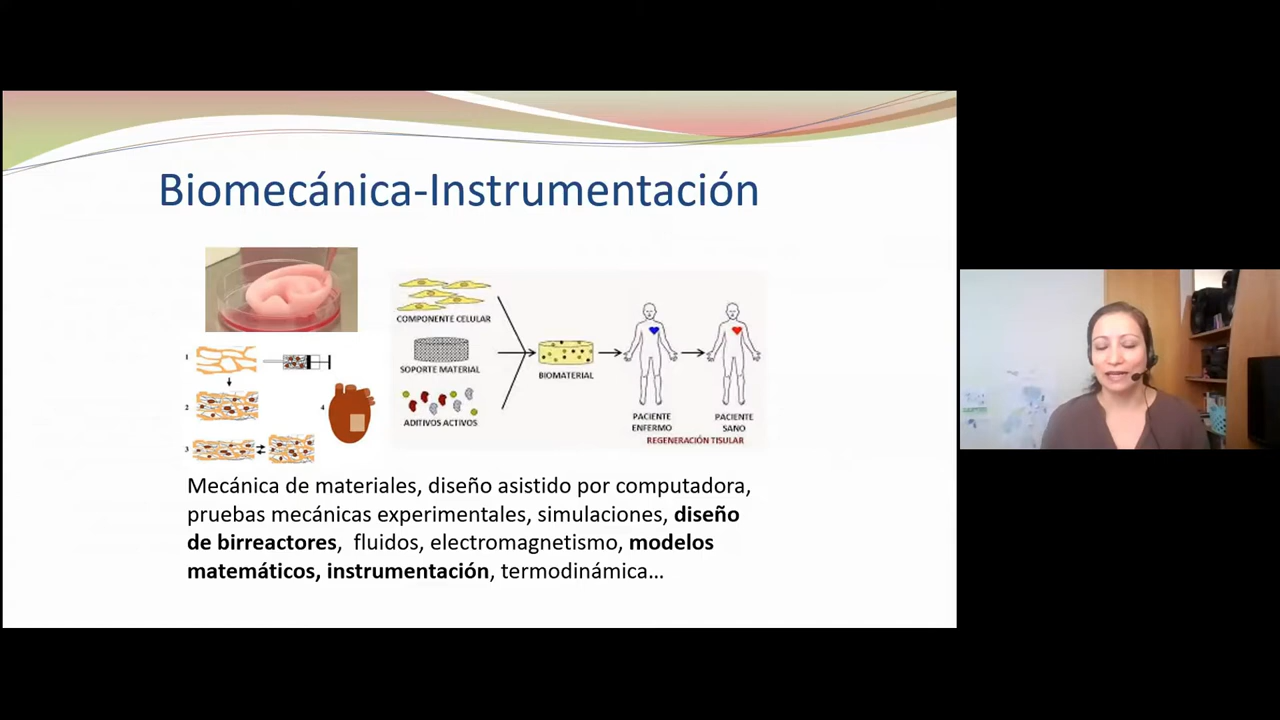 Biomecánica-Instrumentación
COMPONENTE CELULAR
SOPORTE MATERIAL
ADITIVOS ACTIVOS
BIOMATERIAL
PACIENTE
ENFERMO
PACIENTE
SANO
REGENERACIÓN TISULAR
1
2
3
4
Mecánica de materiales, diseño asistido por computadora,
pruebas mecánicas experimentales, simulaciones, diseño
de birreactores, fluidos, electromagnetismo, modelos
matemáticos, instrumentación, termodinámica...